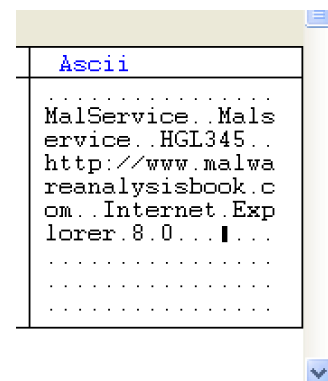 Ascii
................
MalService..Mals
ervice..HGL345..
http://www.malwa
reanalysisbook.c
om..Internet.Exp
lorer.8.0...▮...
................
................
................